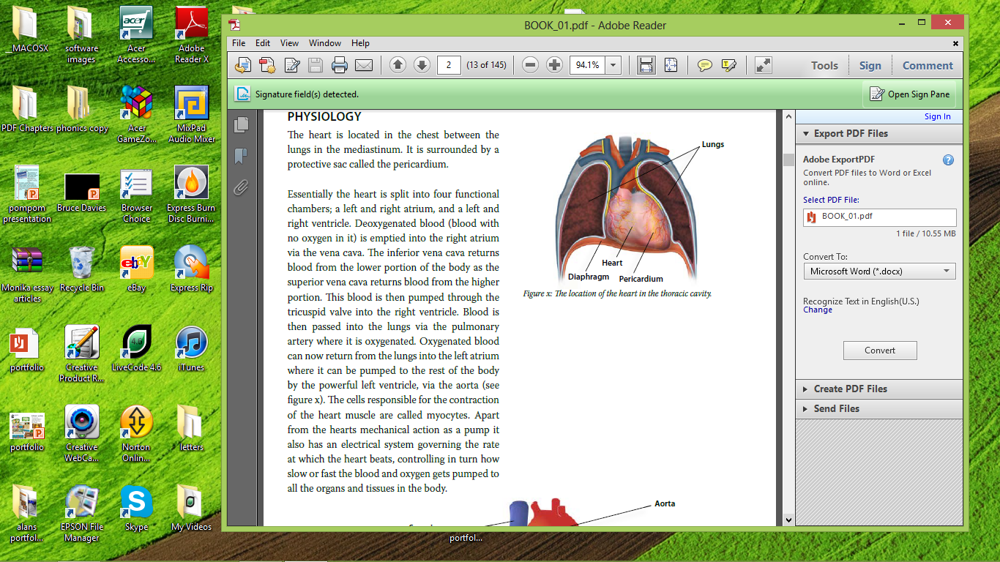 __MACOSX
software images
Acer Accesso...
Adobe Reader X
PDF Chapters
phonics copy
Acer GameZo...
MixPad Audio Mixer
pompom presentation
Bruce Davies
Browser Choice
Express Burn Disc Burni...
Monika essay articles
Recycle Bin
eBay
Express Rip
portfolio
Creative Product R...
LiveCode 4.6
iTunes
portfolio
Creative WebCa...
Norton Onlin...
letters
alans portfol...
EPSON File Manager
Skype
My Videos
portfol...
BOOK_01.pdf - Adobe Reader
File Edit View Window Help
2 (13 of 145) 94.1% Tools Sign Comment
Signature field(s) detected.
Open Sign Pane
PHYSIOLOGY
The heart is located in the chest between the
lungs in the mediastinum. It is surrounded by a
protective sac called the pericardium.
Essentially the heart is split into four functional
chambers; a left and right atrium, and a left and
right ventricle. Deoxygenated blood (blood with
no oxygen in it) is emptied into the right atrium
via the vena cava. The inferior vena cava returns
blood from the lower portion of the body as the
superior vena cava returns blood from the higher
portion. This blood is then pumped through the
tricuspid valve into the right ventricle. Blood is
then passed into the lungs via the pulmonary
artery where it is oxygenated. Oxygenated blood
can now return from the lungs into the left atrium
where it can be pumped to the rest of the body
by the powerful left ventricle, via the aorta (see
figure x). The cells responsible for the contraction
of the heart muscle are called myocytes. Apart
from the hearts mechanical action as a pump it
also has an electrical system governing the rate
at which the heart beats, controlling in turn how
slow or fast the blood and oxygen gets pumped to
all the organs and tissues in the body.
Lungs
Heart
Diaphragm
Pericardium
Figure x: The location of the heart in the thoracic cavity.
Aorta
Sign In
Export PDF Files
Adobe ExportPDF
Convert PDF files to Word or Excel
online.
Select PDF File:
BOOK_01.pdf
1 file / 10.55 MB
Convert To:
Microsoft Word (*.docx)
Recognize Text in English(U.S.)
Change
Convert
Create PDF Files
Send Files